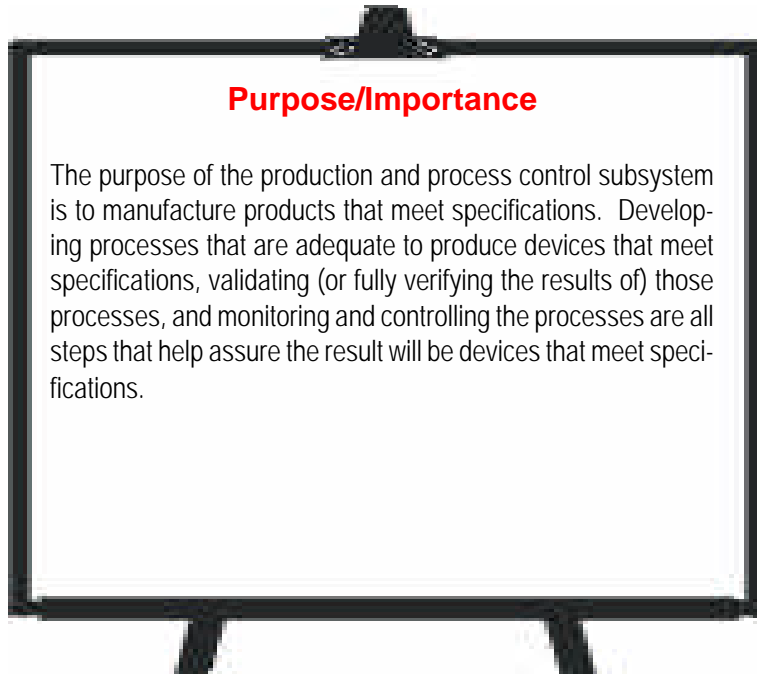 Purpose/Importance
The purpose of the production and process control subsystem
is to manufacture products that meet specifications.  Develop-
ing processes that are adequate to produce devices that meet
specifications, validating (or fully verifying the results of) those
processes, and monitoring and controlling the processes are all
steps that help assure the result will be devices that meet speci-
fications.